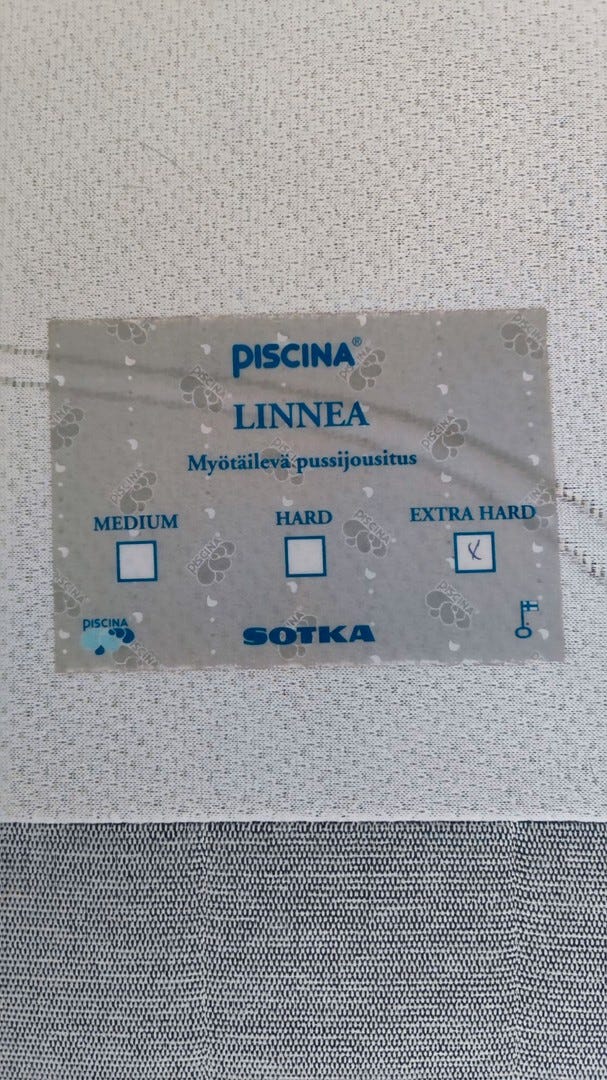 PISCINA®
LINNEA
Myötäilevä pussijousitus
MEDIUM HARD EXTRA HARD
x
PISCINA
SOTKA